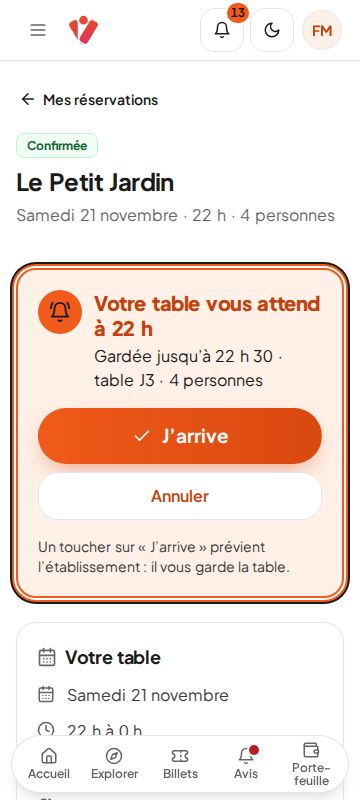 13
FM
Mes réservations
Confirmée
Le Petit Jardin
Samedi 21 novembre · 22 h · 4 personnes
Votre table vous attend
à 22 h
Gardée jusqu’à 22 h 30 ·
table J3 · 4 personnes
J’arrive
Annuler
Un toucher sur « J’arrive » prévient
l’établissement : il vous garde la table.
Votre table
Samedi 21 novembre
22 h à 0 h
Accueil
Explorer
Billets
Avis
Porte-
feuille